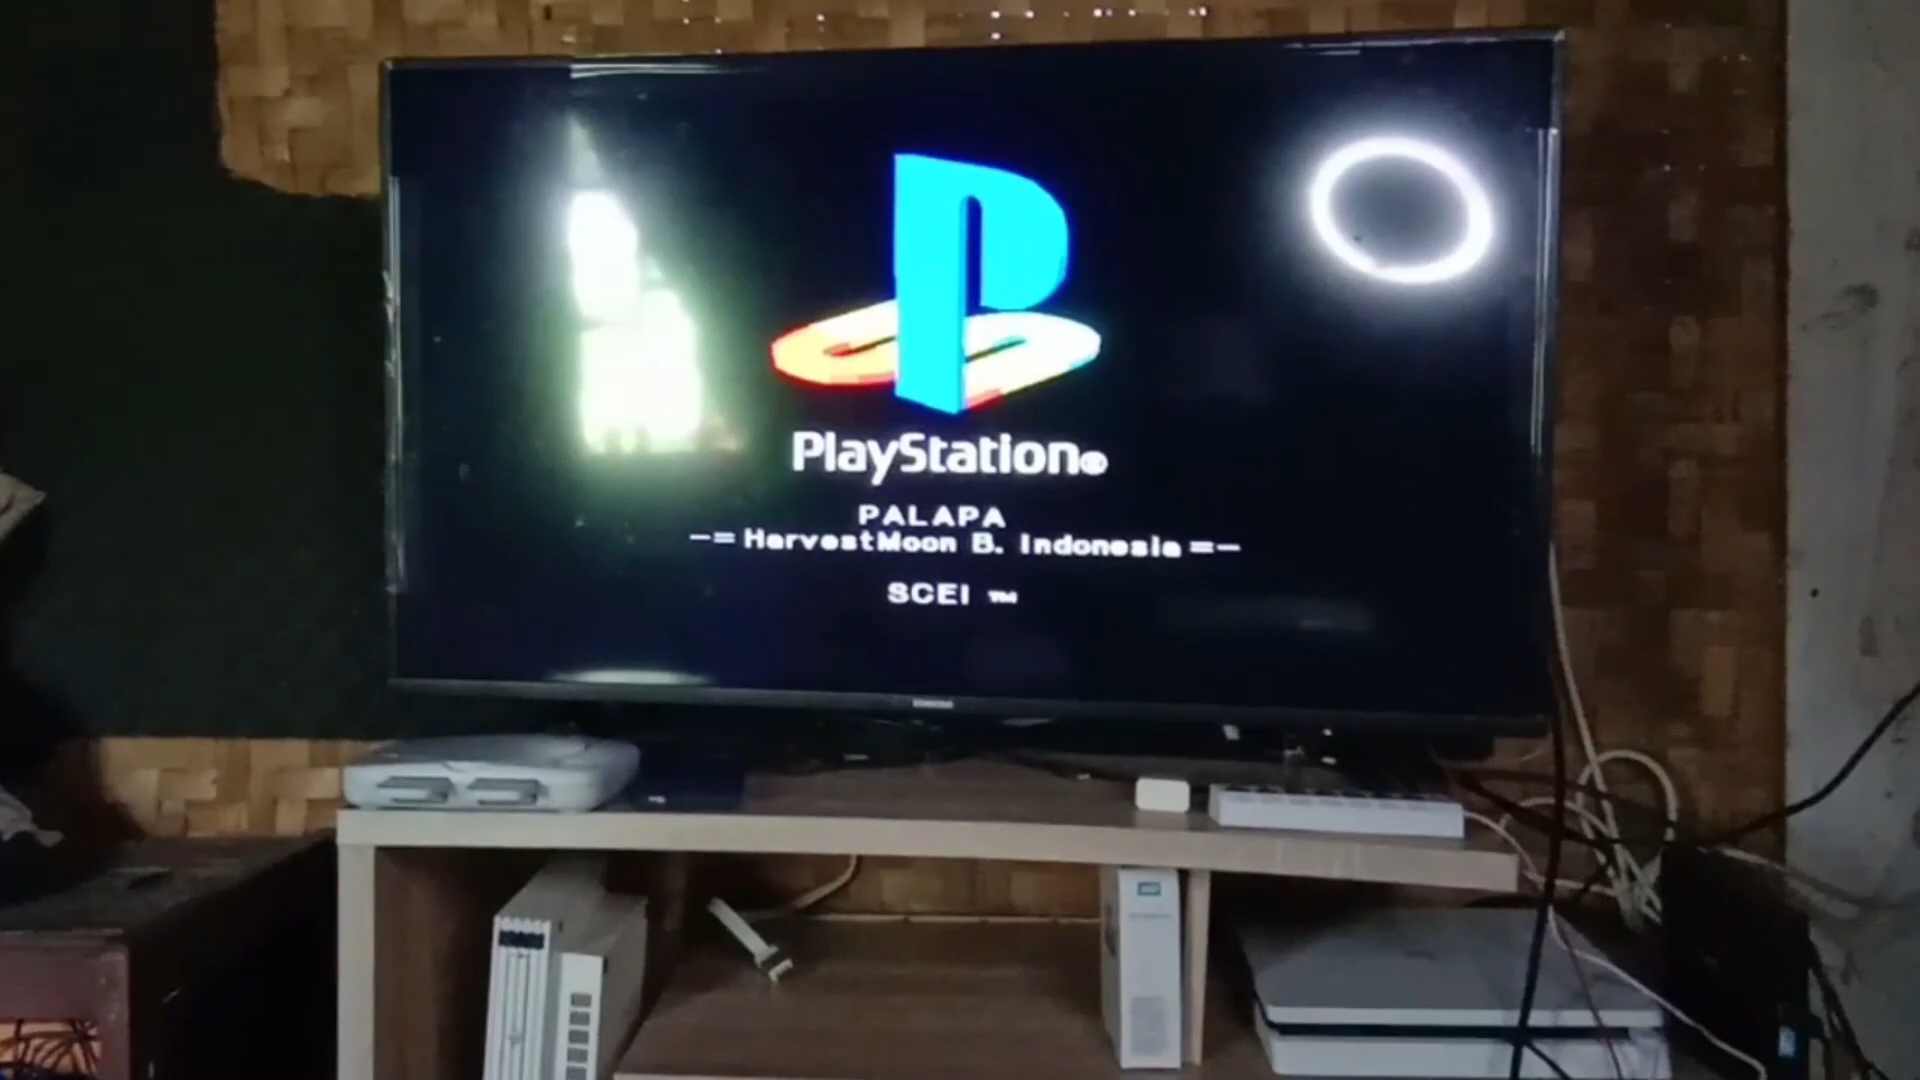 PlayStation®
PALAPA
-= HarvestMoon B. Indonesia =-
SCEI ™